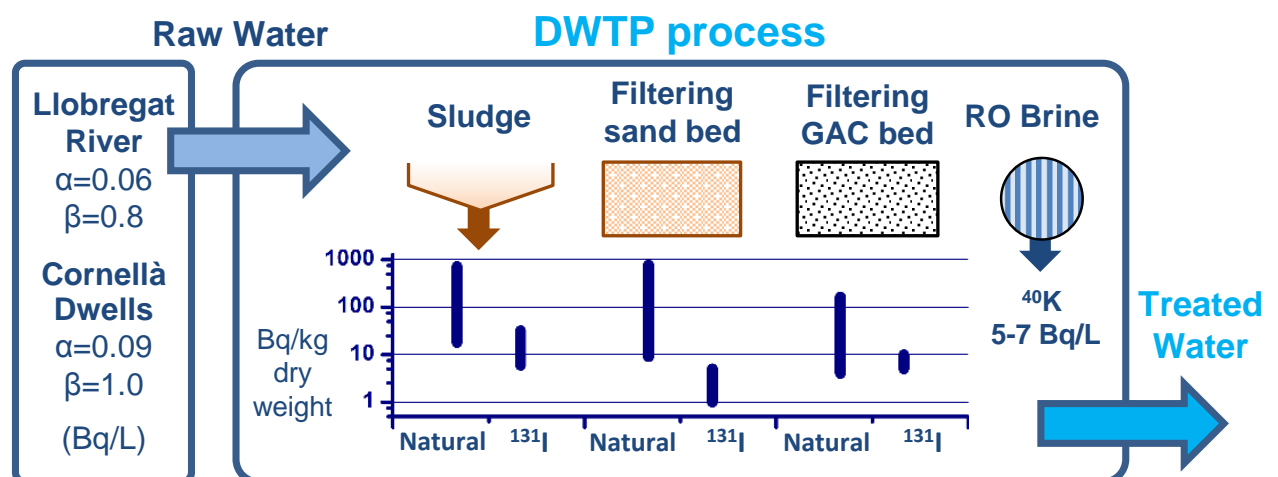 Raw Water
DWTP process
Llobregat
River
α=0.06
β=0.8
Cornellà
Dwells
α=0.09
β=1.0
(Bq/L)
Sludge
Filtering
sand bed
Filtering
GAC bed
RO Brine
1000
100
10
1
Bq/kg
dry
weight
Natural
¹³¹I
Natural
¹³¹I
Natural
¹³¹I
⁴⁰K
5-7 Bq/L
Treated
Water